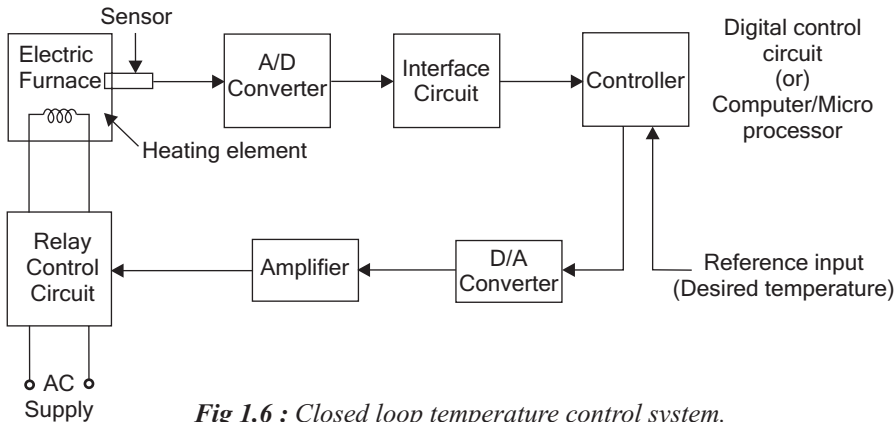 Sensor
Electric
Furnace
A/D
Converter
Interface
Circuit
Controller
Digital control
circuit
(or)
Computer/Micro
processor
Heating element
Relay
Control
Circuit
Amplifier
D/A
Converter
Reference input
(Desired temperature)
AC
Supply
Fig 1.6 : Closed loop temperature control system.